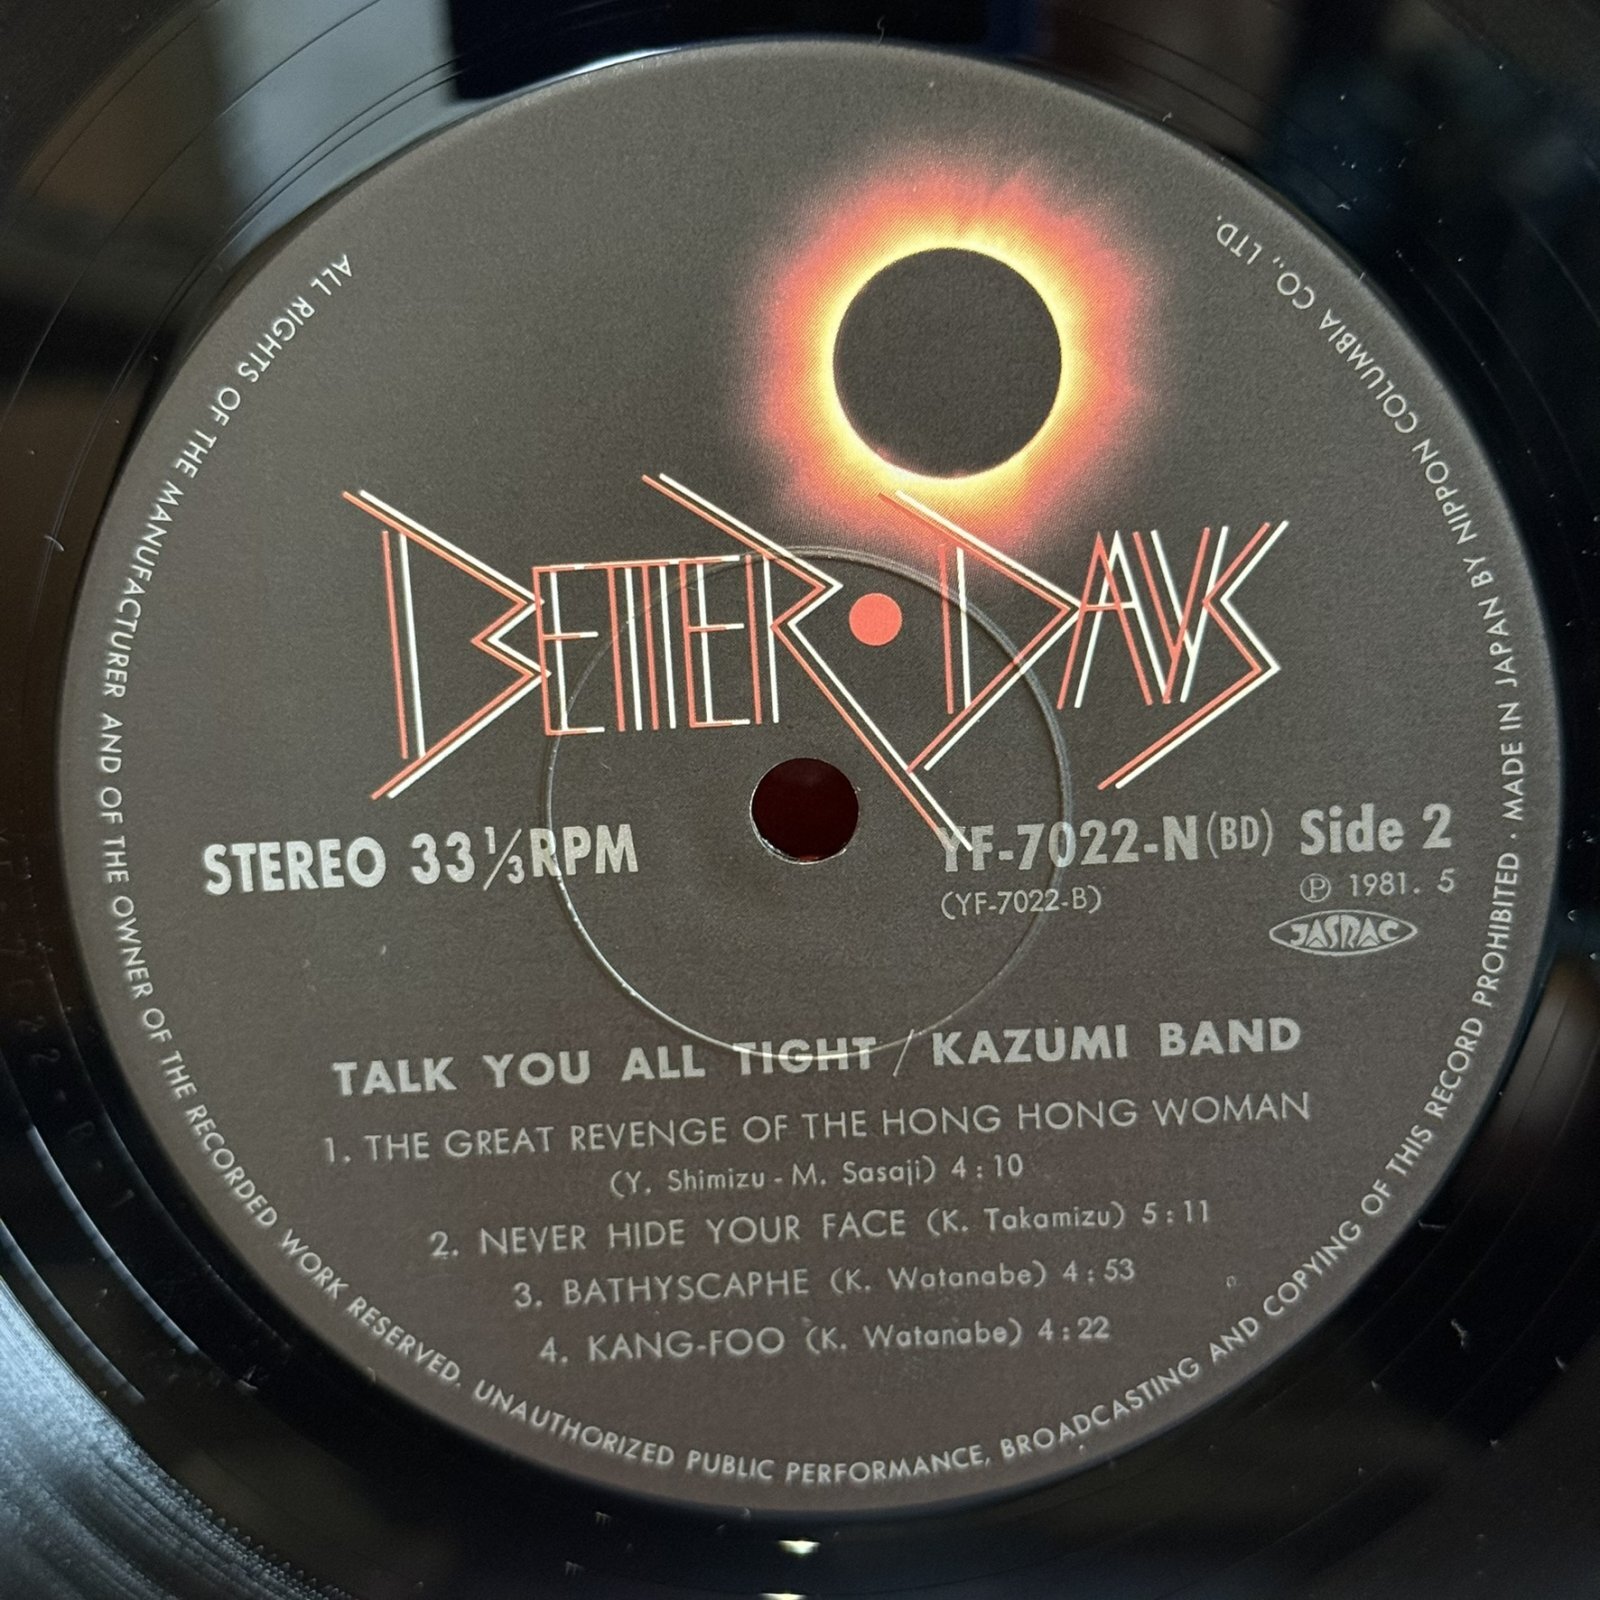 BETTER • DAYS
STEREO 33 1/3 RPM
YF-7022-N (BD) Side 2
(YF-7022-B)
Ⓟ 1981. 5
JASRAC
TALK YOU ALL TIGHT / KAZUMI BAND
1. THE GREAT REVENGE OF THE HONG HONG WOMAN
(Y. Shimizu - M. Sasaji) 4:10
2. NEVER HIDE YOUR FACE (K. Takamizu) 5:11
3. BATHYSCAPHE (K. Watanabe) 4:53
4. KANG-FOO (K. Watanabe) 4:22
ALL RIGHTS OF THE MANUFACTURER AND OF THE OWNER OF THE RECORDED WORK RESERVED. UNAUTHORIZED PUBLIC PERFORMANCE, BROADCASTING AND COPYING OF THIS RECORD PROHIBITED · MADE IN JAPAN BY NIPPON COLUMBIA CO., LTD.